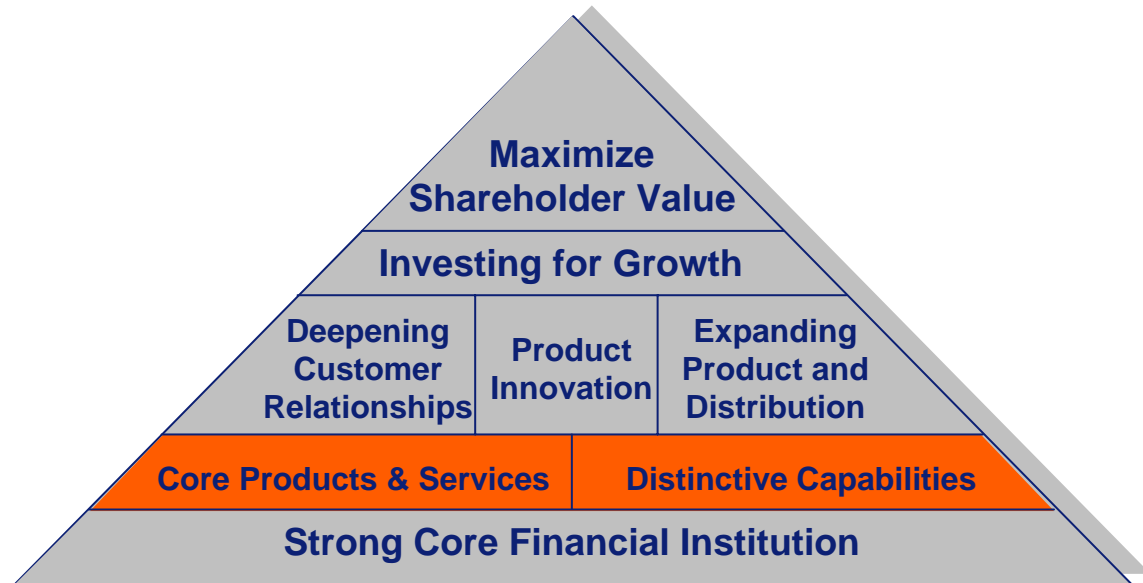 Maximize
Shareholder Value
Investing for Growth
Deepening
Customer
Relationships
Product
Innovation
Expanding
Product and
Distribution
Core Products & Services
Distinctive Capabilities
Strong Core Financial Institution